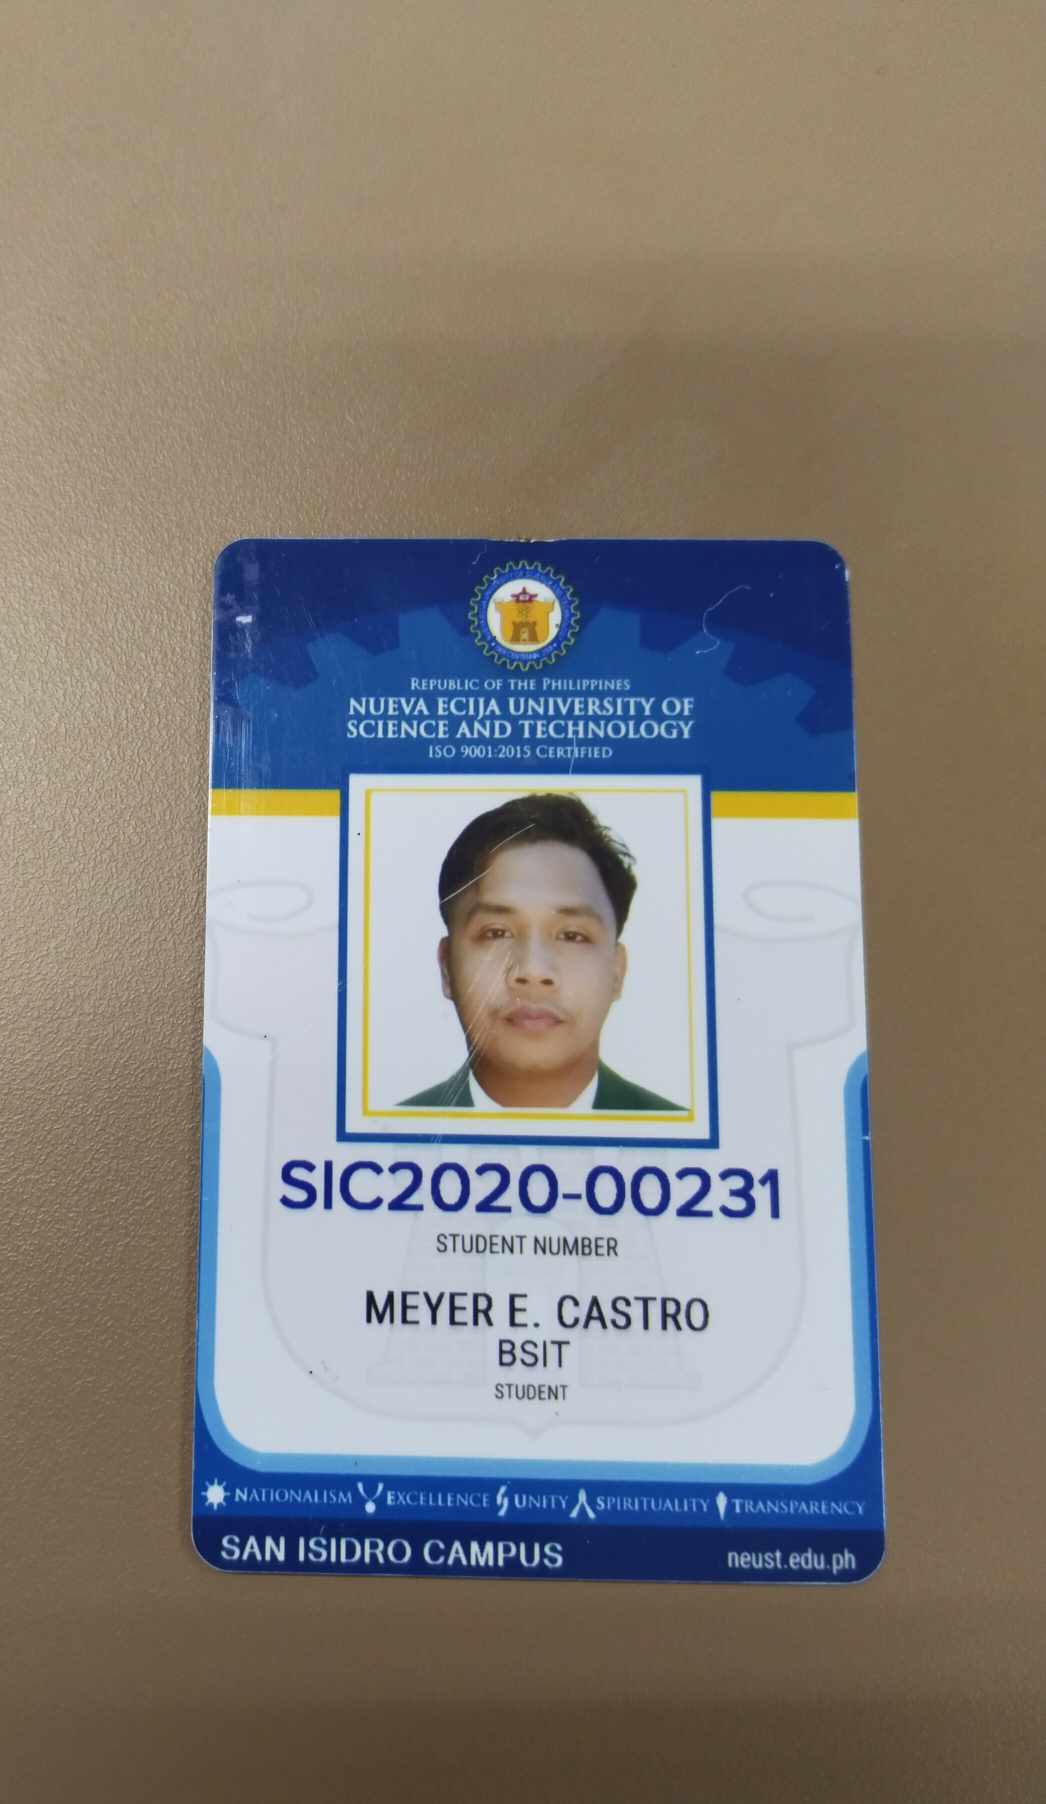 REPUBLIC OF THE PHILIPPINES
NUEVA ECIJA UNIVERSITY OF
SCIENCE AND TECHNOLOGY
ISO 9001:2015 CERTIFIED
SIC2020-00231
STUDENT NUMBER
MEYER E. CASTRO
BSIT
STUDENT
NATIONALISM EXCELLENCE UNITY SPIRITUALITY TRANSPARENCY
SAN ISIDRO CAMPUS neust.edu.ph